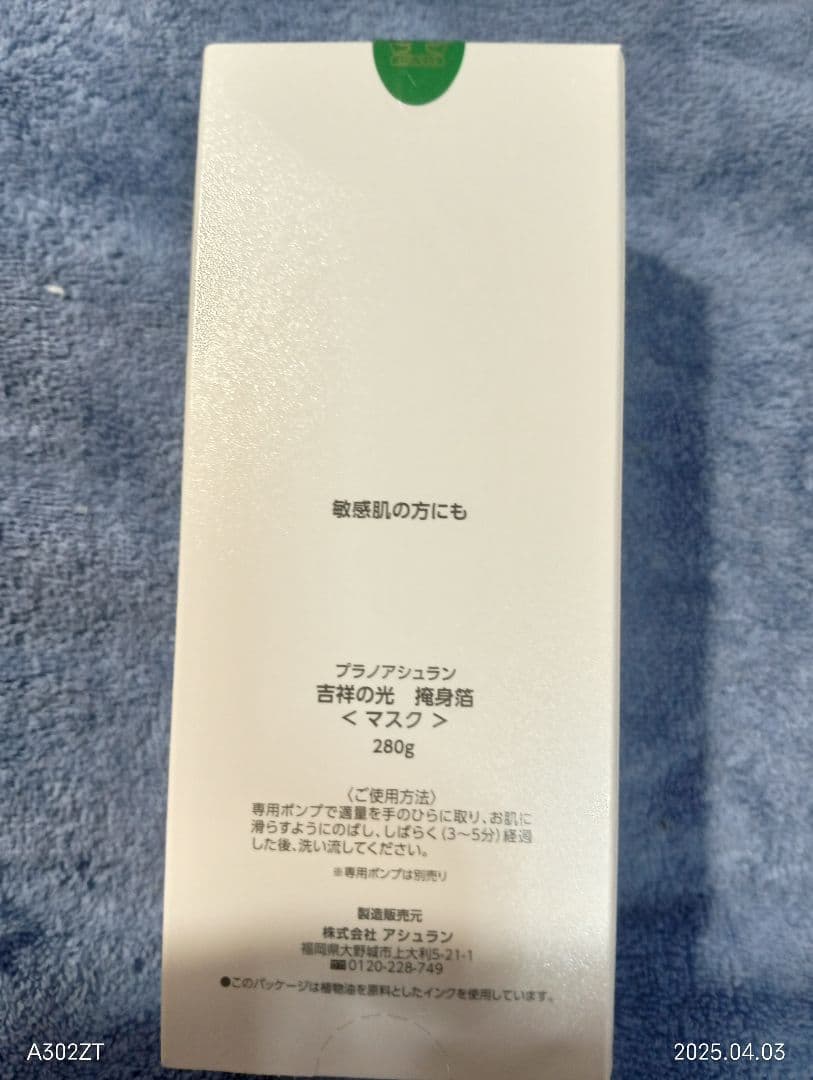 敏感肌の方にも
プラノアシュラン
吉祥の光 掩身箔
＜ マスク ＞
280g
〈ご使用方法〉
専用ポンプで適量を手のひらに取り、お肌に
滑らすようにのばし、しばらく(3〜5分)経過
した後、洗い流してください。
※専用ポンプは別売り
製造販売元
株式会社 アシュラン
福岡県大野城市上大利5-21-1
0120-228-749
●このパッケージは植物油を原料としたインクを使用しています。
A302ZT
2025.04.03